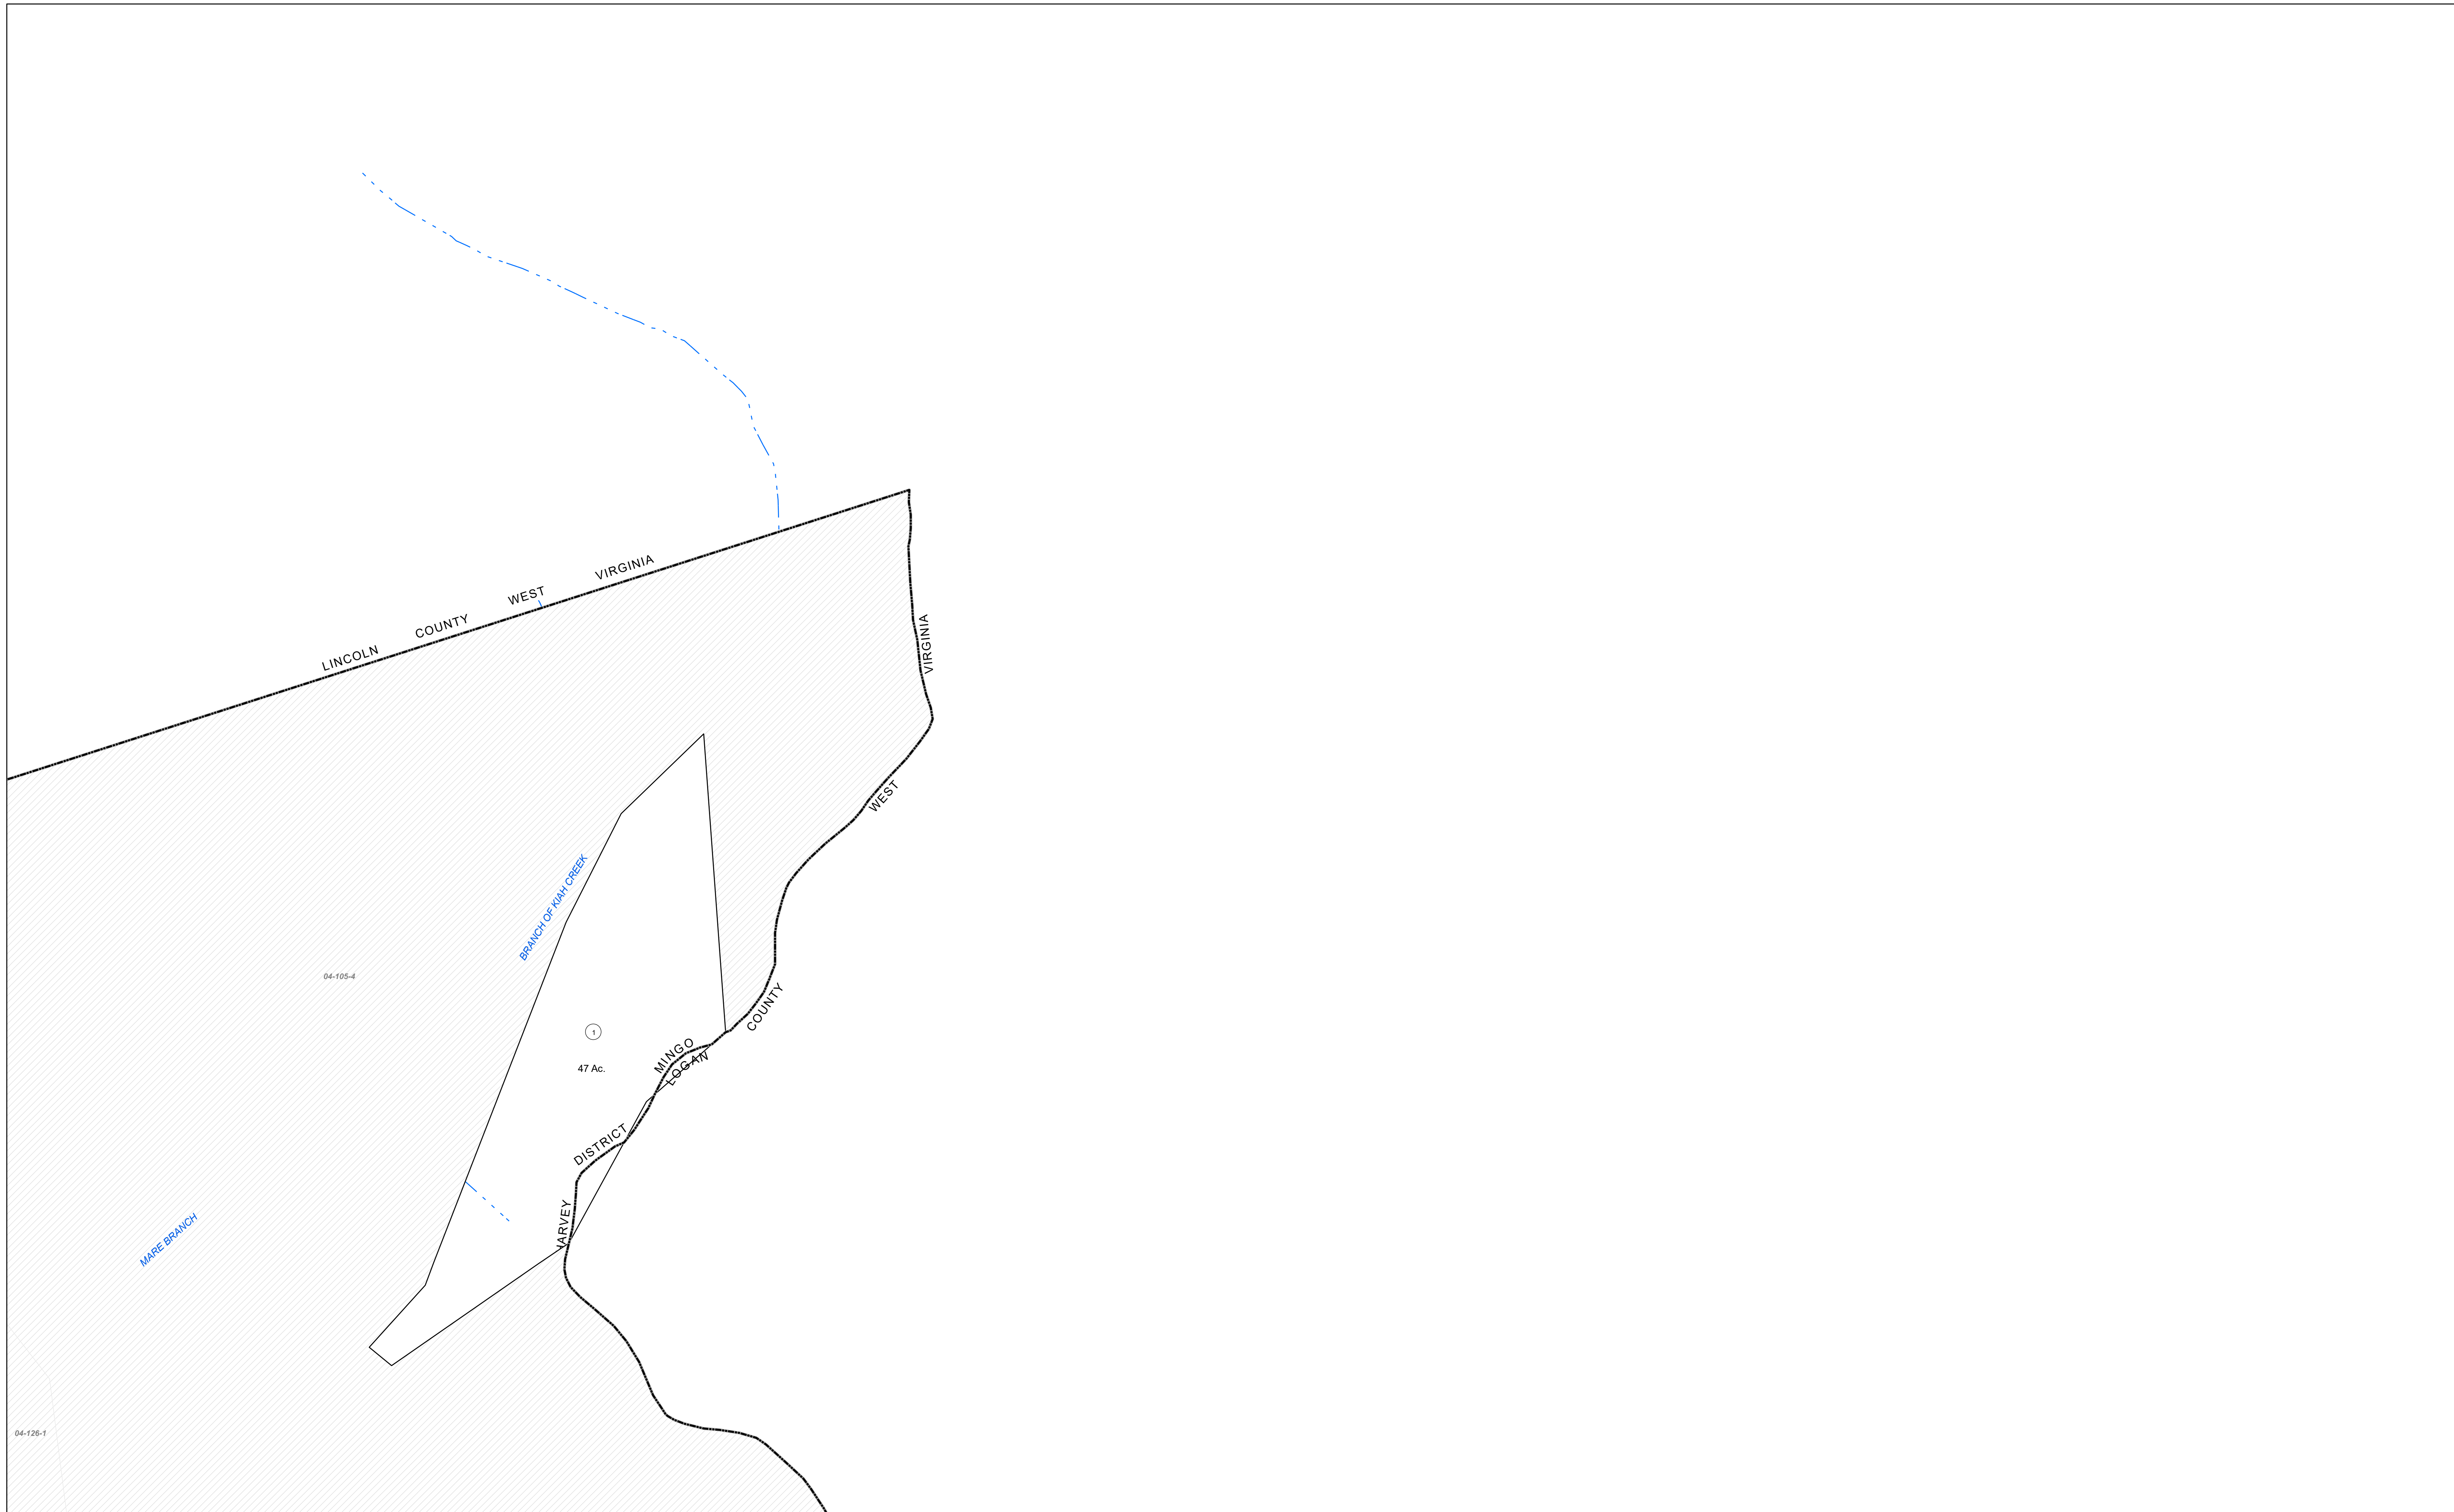 LINCOLN COUNTY WEST VIRGINIA
VIRGINIA
WEST
COUNTY
LOGAN
MINGO
DISTRICT
HARVEY
BRANCH OF KIAH CREEK
04-105-4
1
47 Ac.
MARE BRANCH
04-126-1